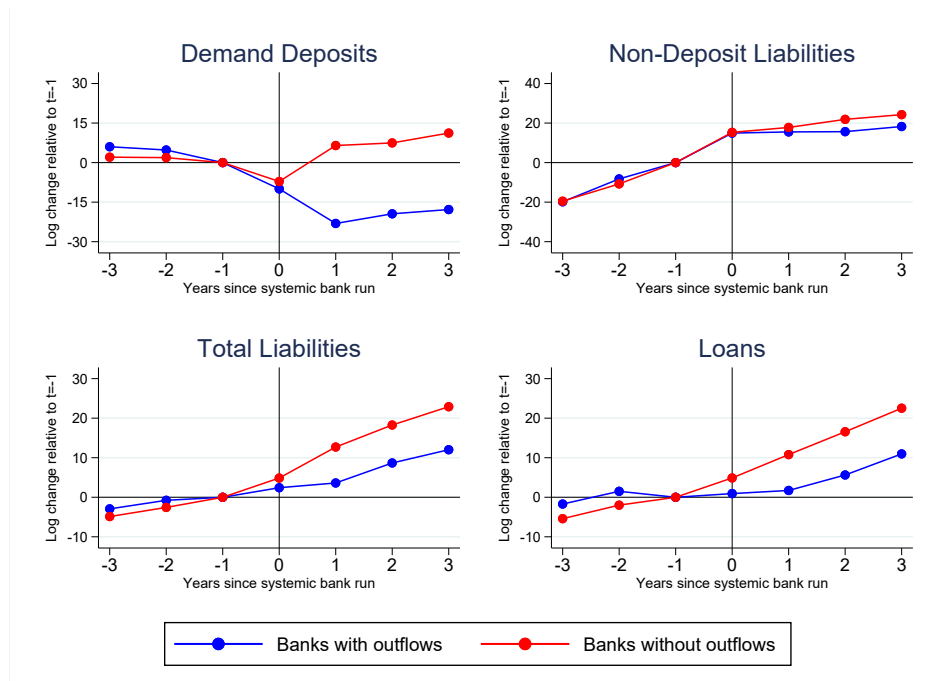 Demand Deposits
Log change relative to t=-1
30
15
0
-15
-30
-3 -2 -1 0 1 2 3
Years since systemic bank run
Non-Deposit Liabilities
Log change relative to t=-1
40
20
0
-20
-40
-3 -2 -1 0 1 2 3
Years since systemic bank run
Total Liabilities
Log change relative to t=-1
30
20
10
0
-10
-3 -2 -1 0 1 2 3
Years since systemic bank run
Loans
Log change relative to t=-1
30
20
10
0
-10
-3 -2 -1 0 1 2 3
Years since systemic bank run
Banks with outflows Banks without outflows